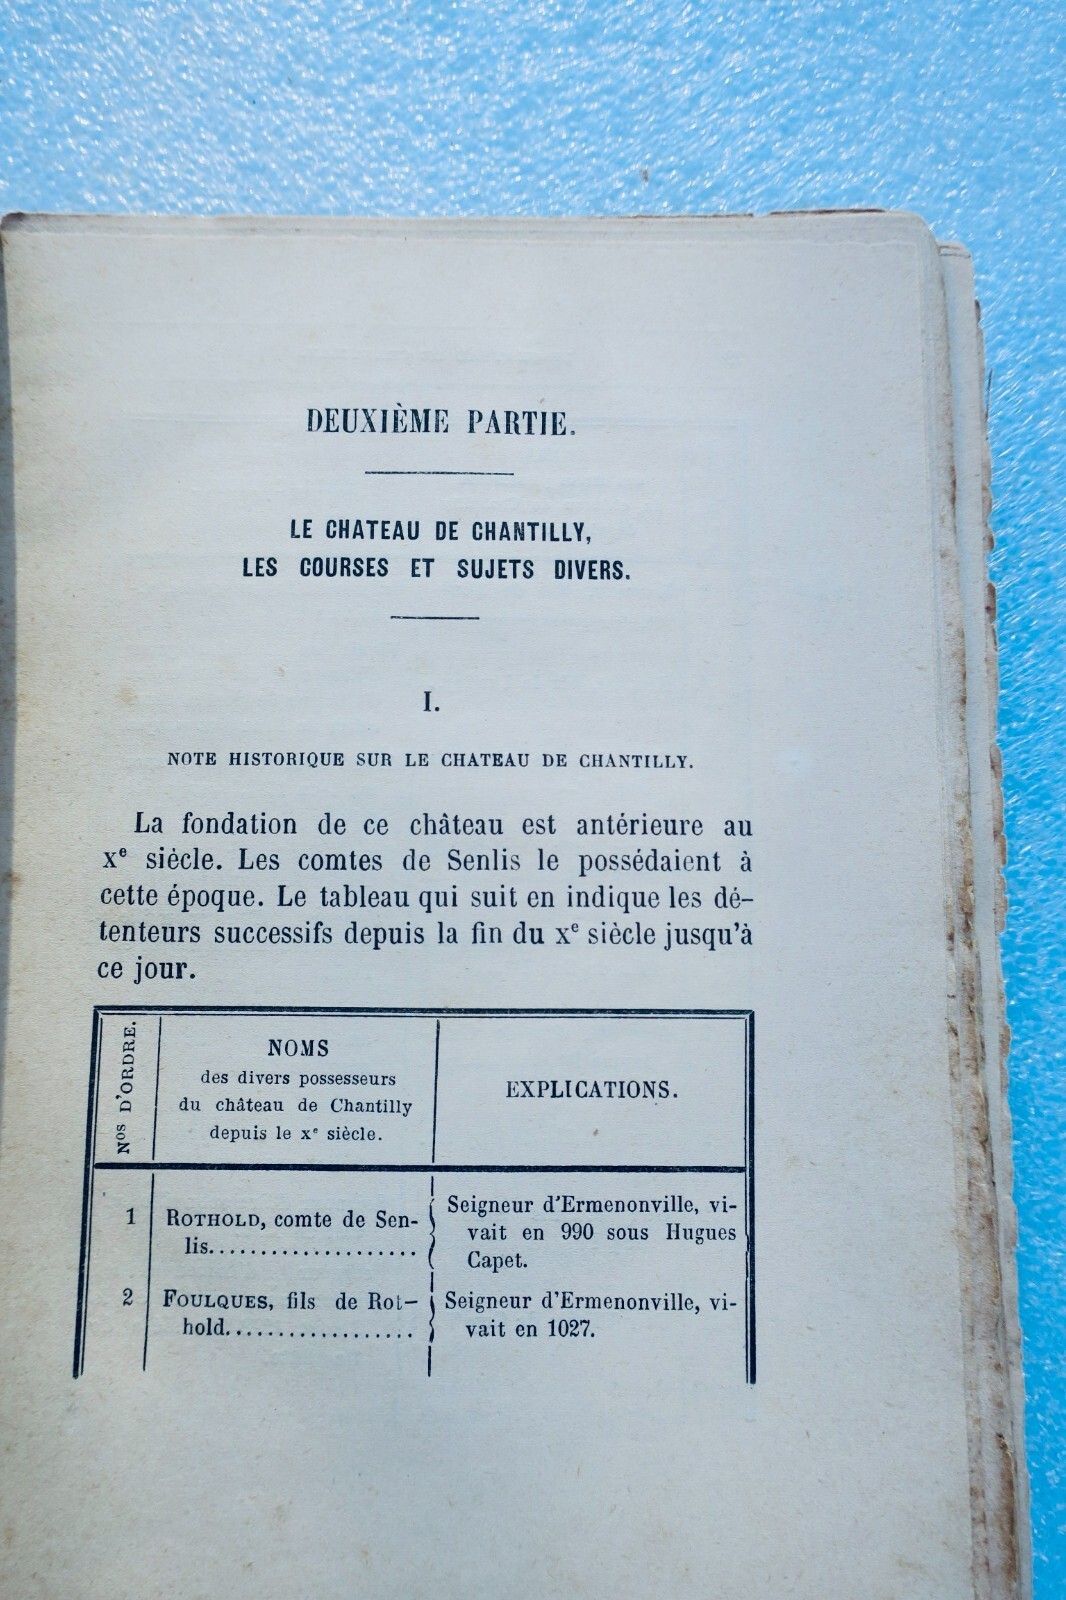 DEUXIÈME PARTIE.
LE CHATEAU DE CHANTILLY,
LES COURSES ET SUJETS DIVERS.
I.
NOTE HISTORIQUE SUR LE CHATEAU DE CHANTILLY.
La fondation de ce château est antérieure au
Xe siècle. Les comtes de Senlis le possédaient à
cette époque. Le tableau qui suit en indique les dé-
tenteurs successifs depuis la fin du Xe siècle jusqu'à
ce jour.
Nos D'ORDRE.
NOMS
des divers possesseurs
du château de Chantilly
depuis le Xe siècle.
EXPLICATIONS.
1 ROTHOLD, comte de Sen-
lis....................
Seigneur d'Ermenonville, vi-
vait en 990 sous Hugues
Capet.
2 FOULQUES, fils de Rot-
hold..................
Seigneur d'Ermenonville, vi-
vait en 1027.